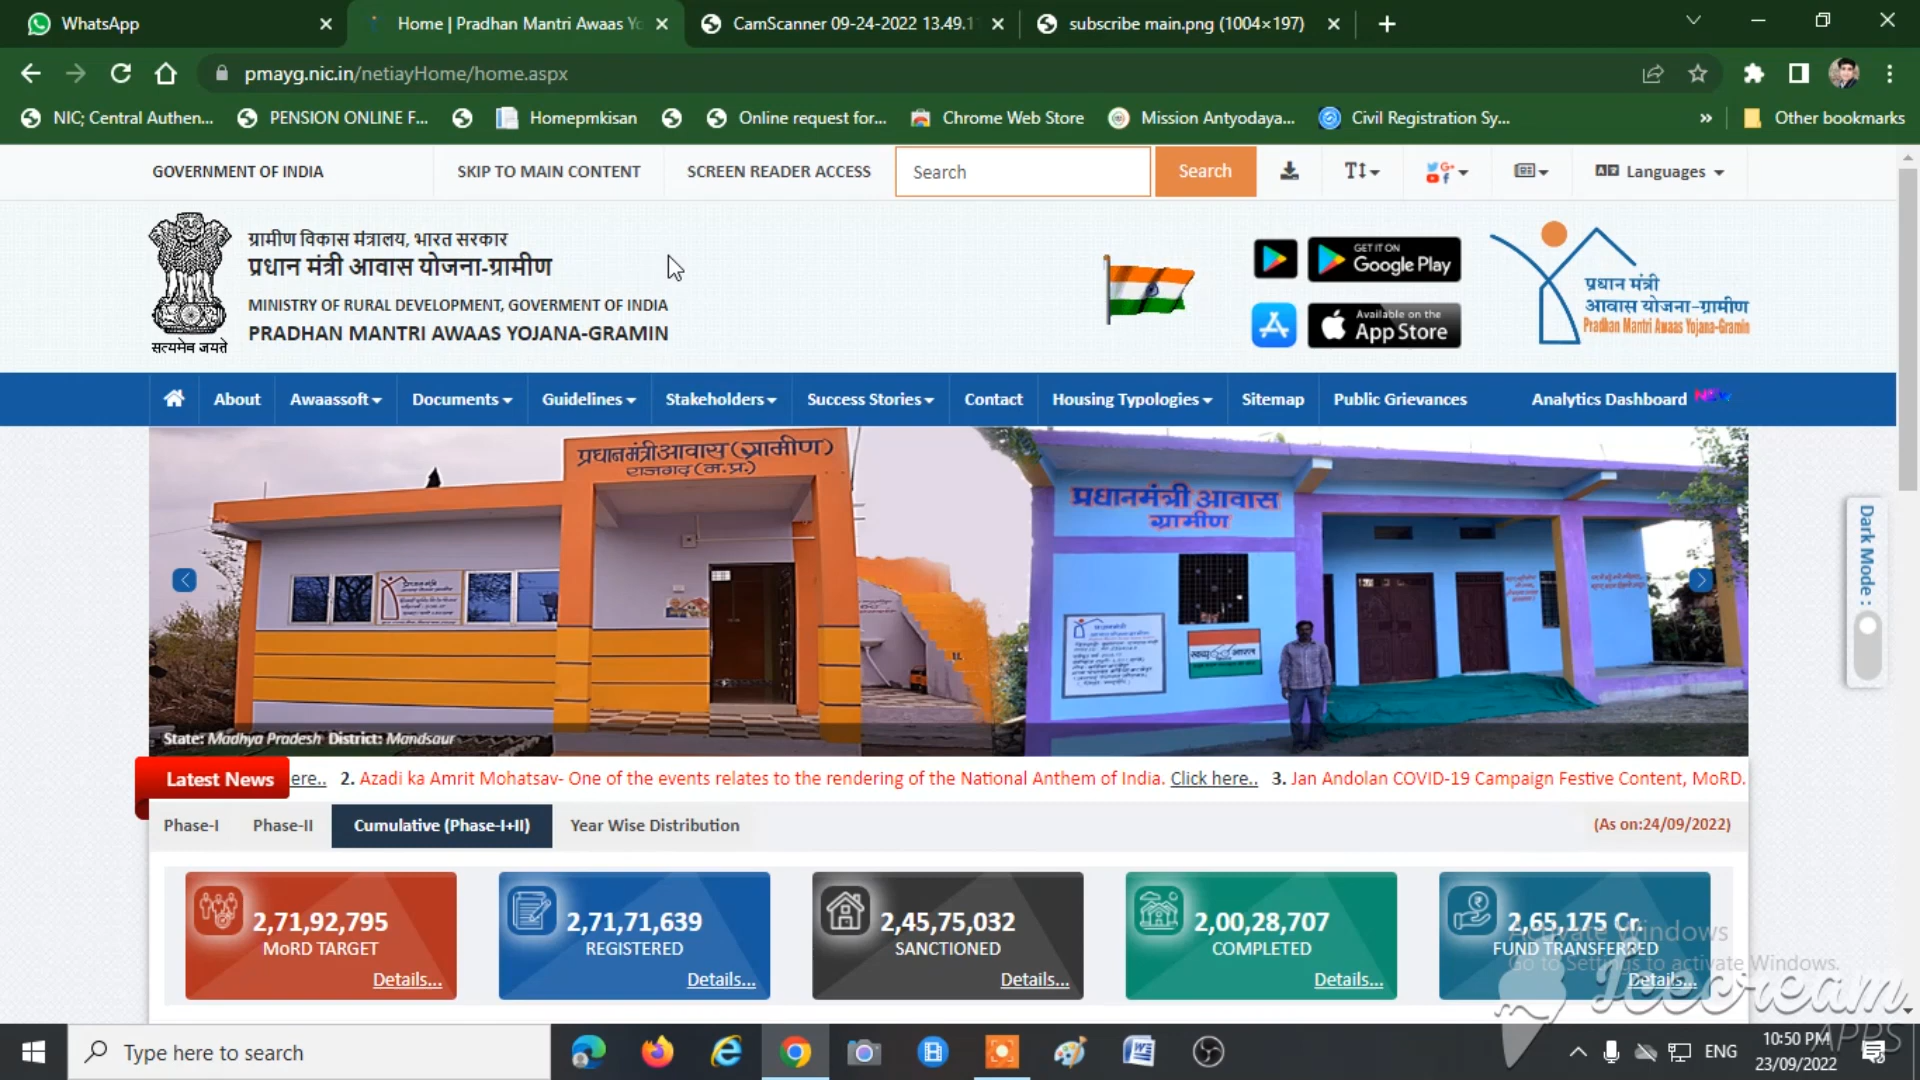 WhatsApp
Home | Pradhan Mantri Awaas Yo
CamScanner 09-24-2022 13.49.1
subscribe main.png (1004×197)
pmayg.nic.in/netiayHome/home.aspx
NIC; Central Authen...
PENSION ONLINE F...
Homepmkisan
Online request for...
Chrome Web Store
Mission Antyodaya...
Civil Registration Sy...
Other bookmarks
GOVERNMENT OF INDIA
SKIP TO MAIN CONTENT
SCREEN READER ACCESS
Search
Search
Languages
ग्रामीण विकास मंत्रालय, भारत सरकार
प्रधान मंत्री आवास योजना-ग्रामीण
MINISTRY OF RURAL DEVELOPMENT, GOVERMENT OF INDIA
PRADHAN MANTRI AWAAS YOJANA-GRAMIN
सत्यमेव जयते
GET IT ON
Google Play
Available on the
App Store
प्रधान मंत्री
आवास योजना-ग्रामीण
Pradhan Mantri Awaas Yojana-Gramin
About
Awaassoft
Documents
Guidelines
Stakeholders
Success Stories
Contact
Housing Typologies
Sitemap
Public Grievances
Analytics Dashboard
प्रधानमंत्री आवास (ग्रामीण)
राजगढ़ (म.प्र.)
प्रधानमंत्री आवास
ग्रामीण
Dark Mode :
State: Madhya Pradesh District: Mandsaur
Latest News
ere.. 2. Azadi ka Amrit Mohatsav- One of the events relates to the rendering of the National Anthem of India. Click here.. 3. Jan Andolan COVID-19 Campaign Festive Content, MoRD.
Phase-I
Phase-II
Cumulative (Phase-I+II)
Year Wise Distribution
(As on:24/09/2022)
2,71,92,795
MoRD TARGET
Details...
2,71,71,639
REGISTERED
Details...
2,45,75,032
SANCTIONED
Details...
2,00,28,707
COMPLETED
Details...
2,65,175 Cr.
FUND TRANSFERRED
Details...
Activate Windows
Go to Settings to activate Windows.
Icecream
APPS
Type here to search
ENG
10:50 PM
23/09/2022